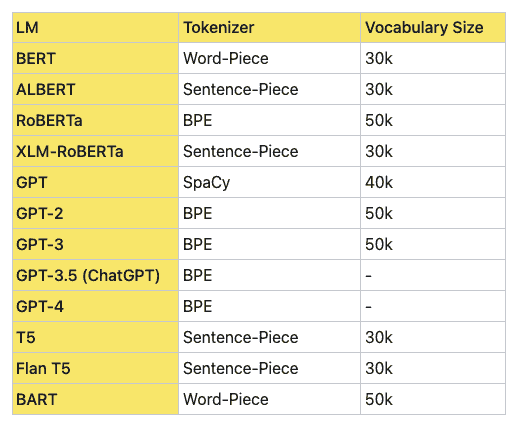 LM Tokenizer Vocabulary Size
BERT Word-Piece 30k
ALBERT Sentence-Piece 30k
RoBERTa BPE 50k
XLM-RoBERTa Sentence-Piece 30k
GPT SpaCy 40k
GPT-2 BPE 50k
GPT-3 BPE 50k
GPT-3.5 (ChatGPT) BPE -
GPT-4 BPE -
T5 Sentence-Piece 30k
Flan T5 Sentence-Piece 30k
BART Word-Piece 50k